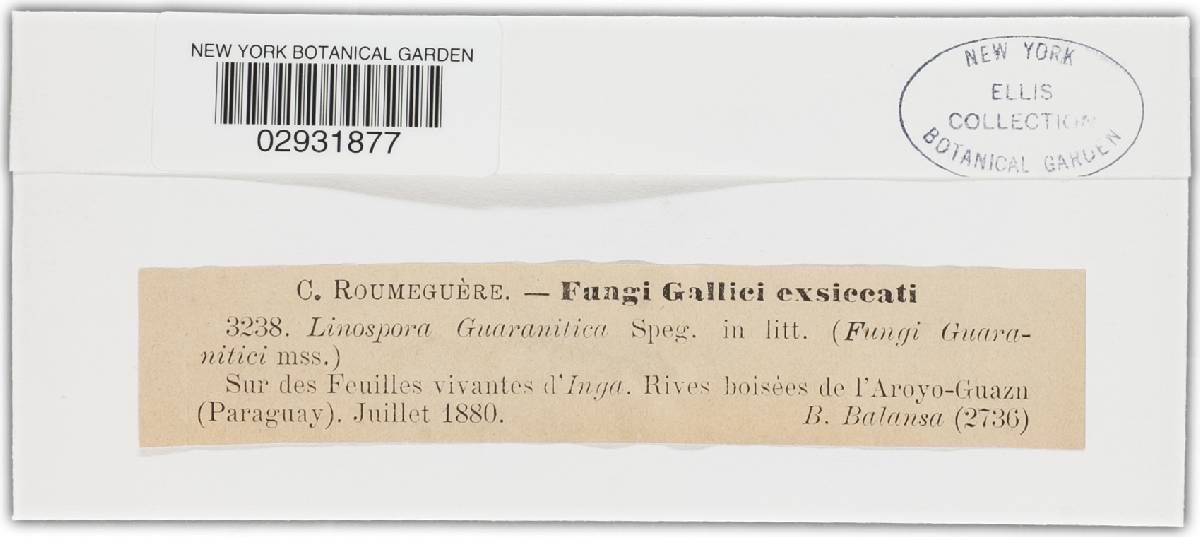 NEW YORK BOTANICAL GARDEN
02931877
NEW YORK
ELLIS
COLLECTION
BOTANICAL GARDEN
C. ROUMEGUÈRE. — Fungi Gallici exsiccati
3238. Linospora Guaranitica Speg. in litt. (Fungi Guara-
nitici mss.)
Sur des Feuilles vivantes d'Inga. Rives boisées de l'Aroyo-Guazn
(Paraguay). Juillet 1880. B. Balansa (2736)